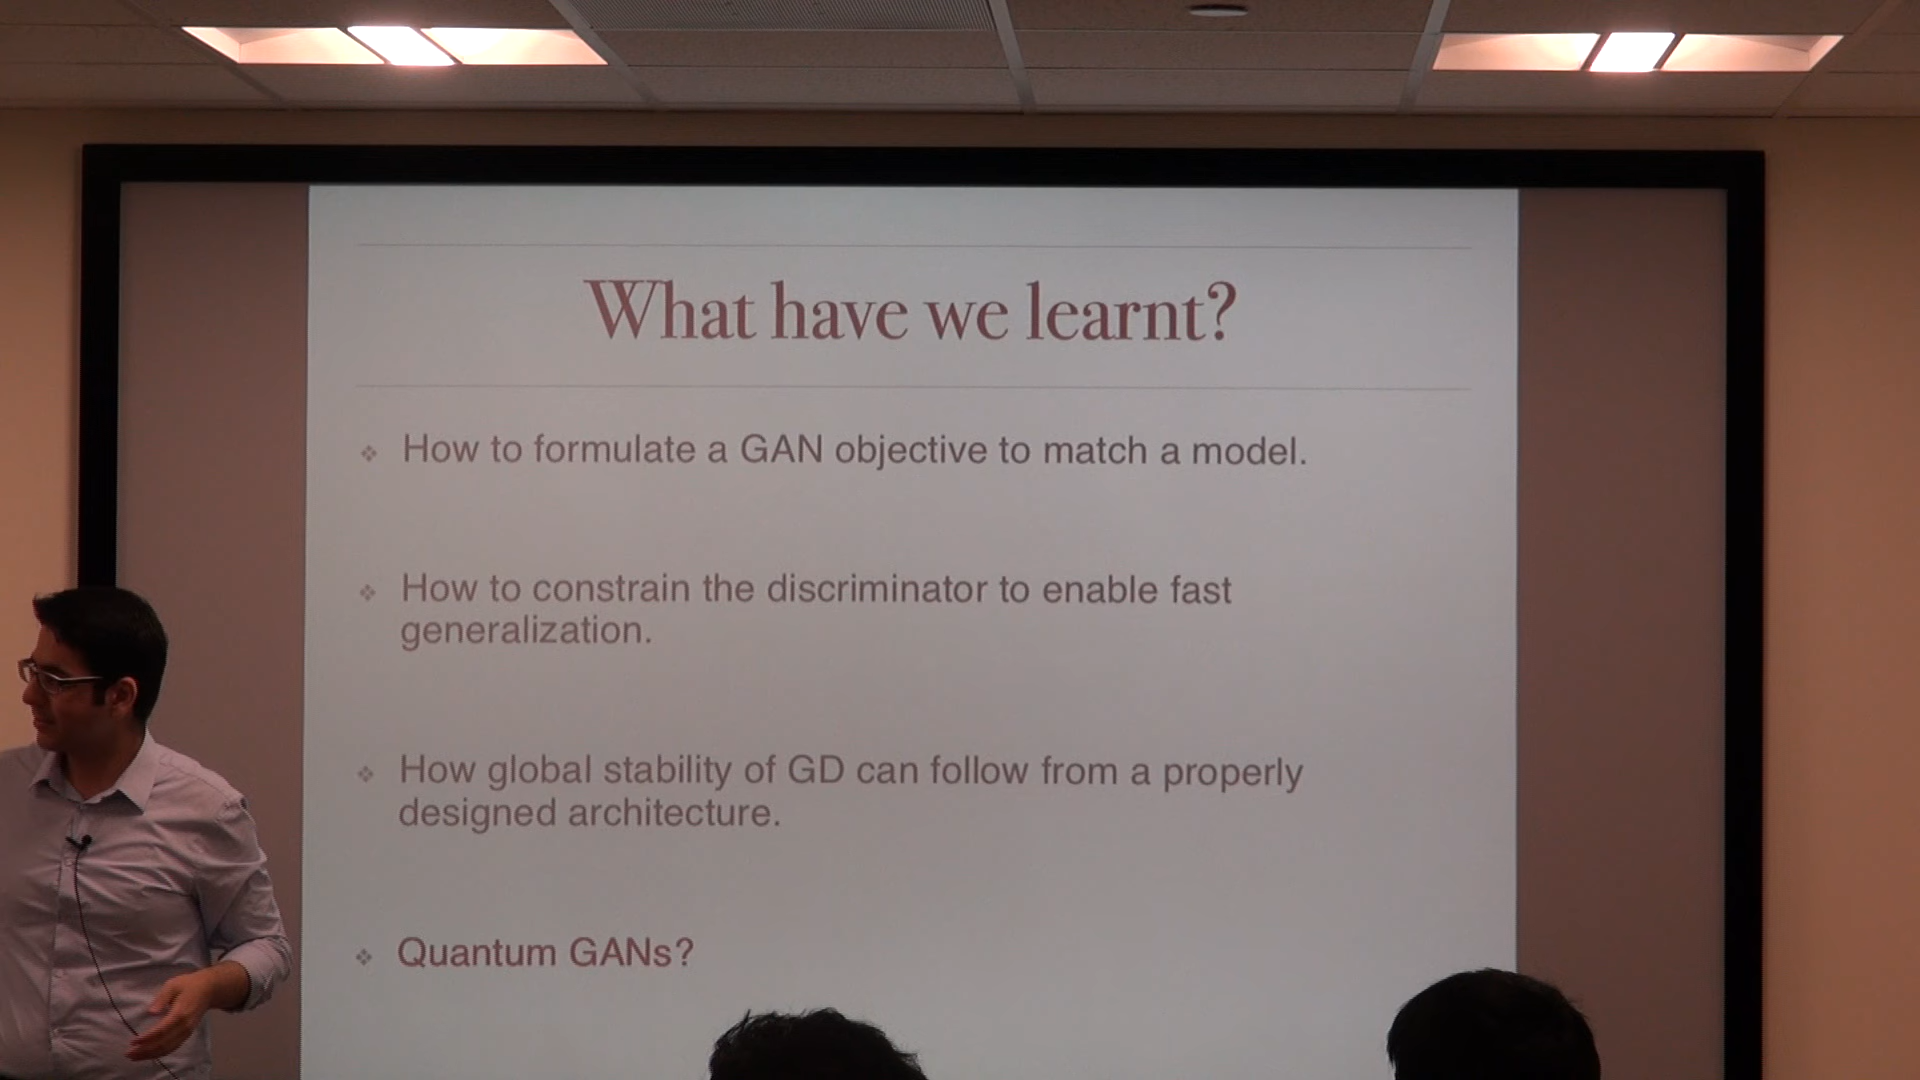 What have we learnt?
How to formulate a GAN objective to match a model.
How to constrain the discriminator to enable fast
generalization.
How global stability of GD can follow from a properly
designed architecture.
Quantum GANs?